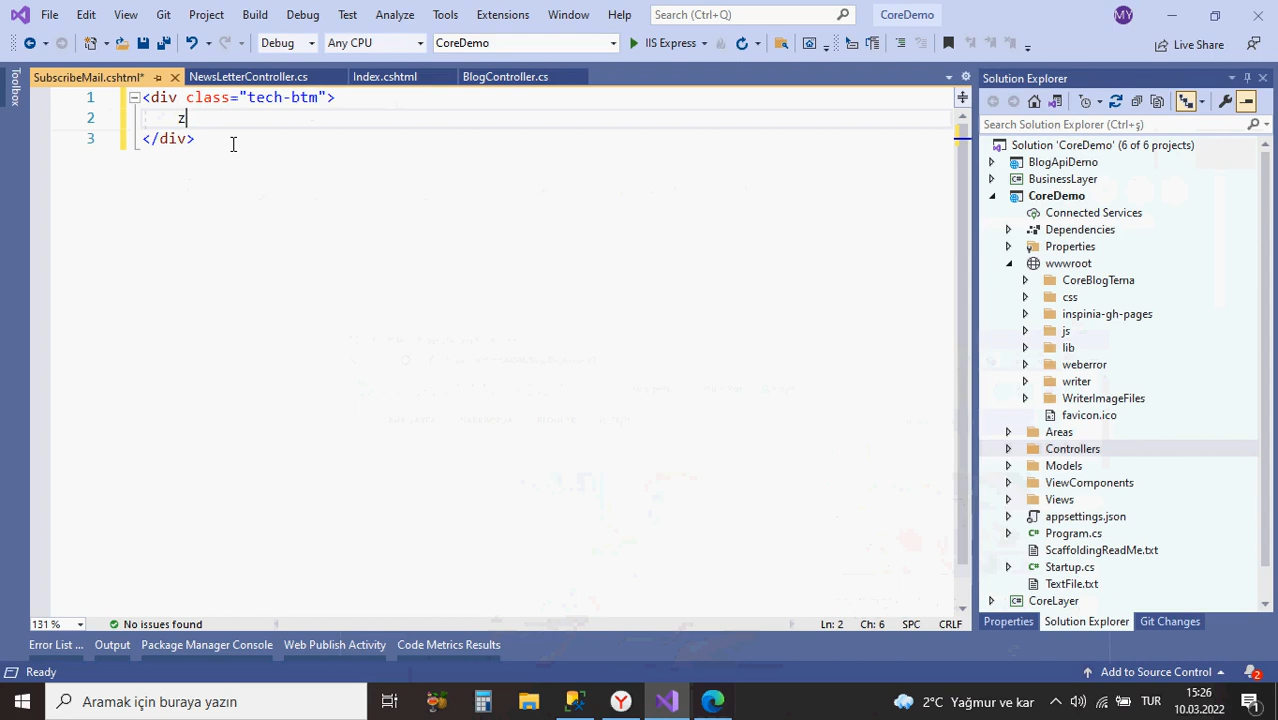 File Edit View Git Project Build Debug Test Analyze Tools Extensions Window Help Search (Ctrl+Q) CoreDemo MY
Debug Any CPU CoreDemo IIS Express Live Share
SubscribeMail.cshtml* NewsLetterController.cs Index.cshtml BlogController.cs
Toolbox
1 <div class="tech-btm">
2 z
3 </div>
Solution Explorer
Search Solution Explorer (Ctrl+ş)
Solution 'CoreDemo' (6 of 6 projects)
BlogApiDemo
BusinessLayer
CoreDemo
Connected Services
Dependencies
Properties
wwwroot
CoreBlogTema
css
inspinia-gh-pages
js
lib
weberror
writer
WriterImageFiles
favicon.ico
Areas
Controllers
Models
ViewComponents
Views
appsettings.json
Program.cs
ScaffoldingReadMe.txt
Startup.cs
TextFile.txt
CoreLayer
131 % No issues found Ln: 2 Ch: 6 SPC CRLF
Properties Solution Explorer Git Changes
Error List ... Output Package Manager Console Web Publish Activity Code Metrics Results
Ready Add to Source Control 2
Aramak için buraya yazın 2°C Yağmur ve kar TUR 15:26
10.03.2022 1